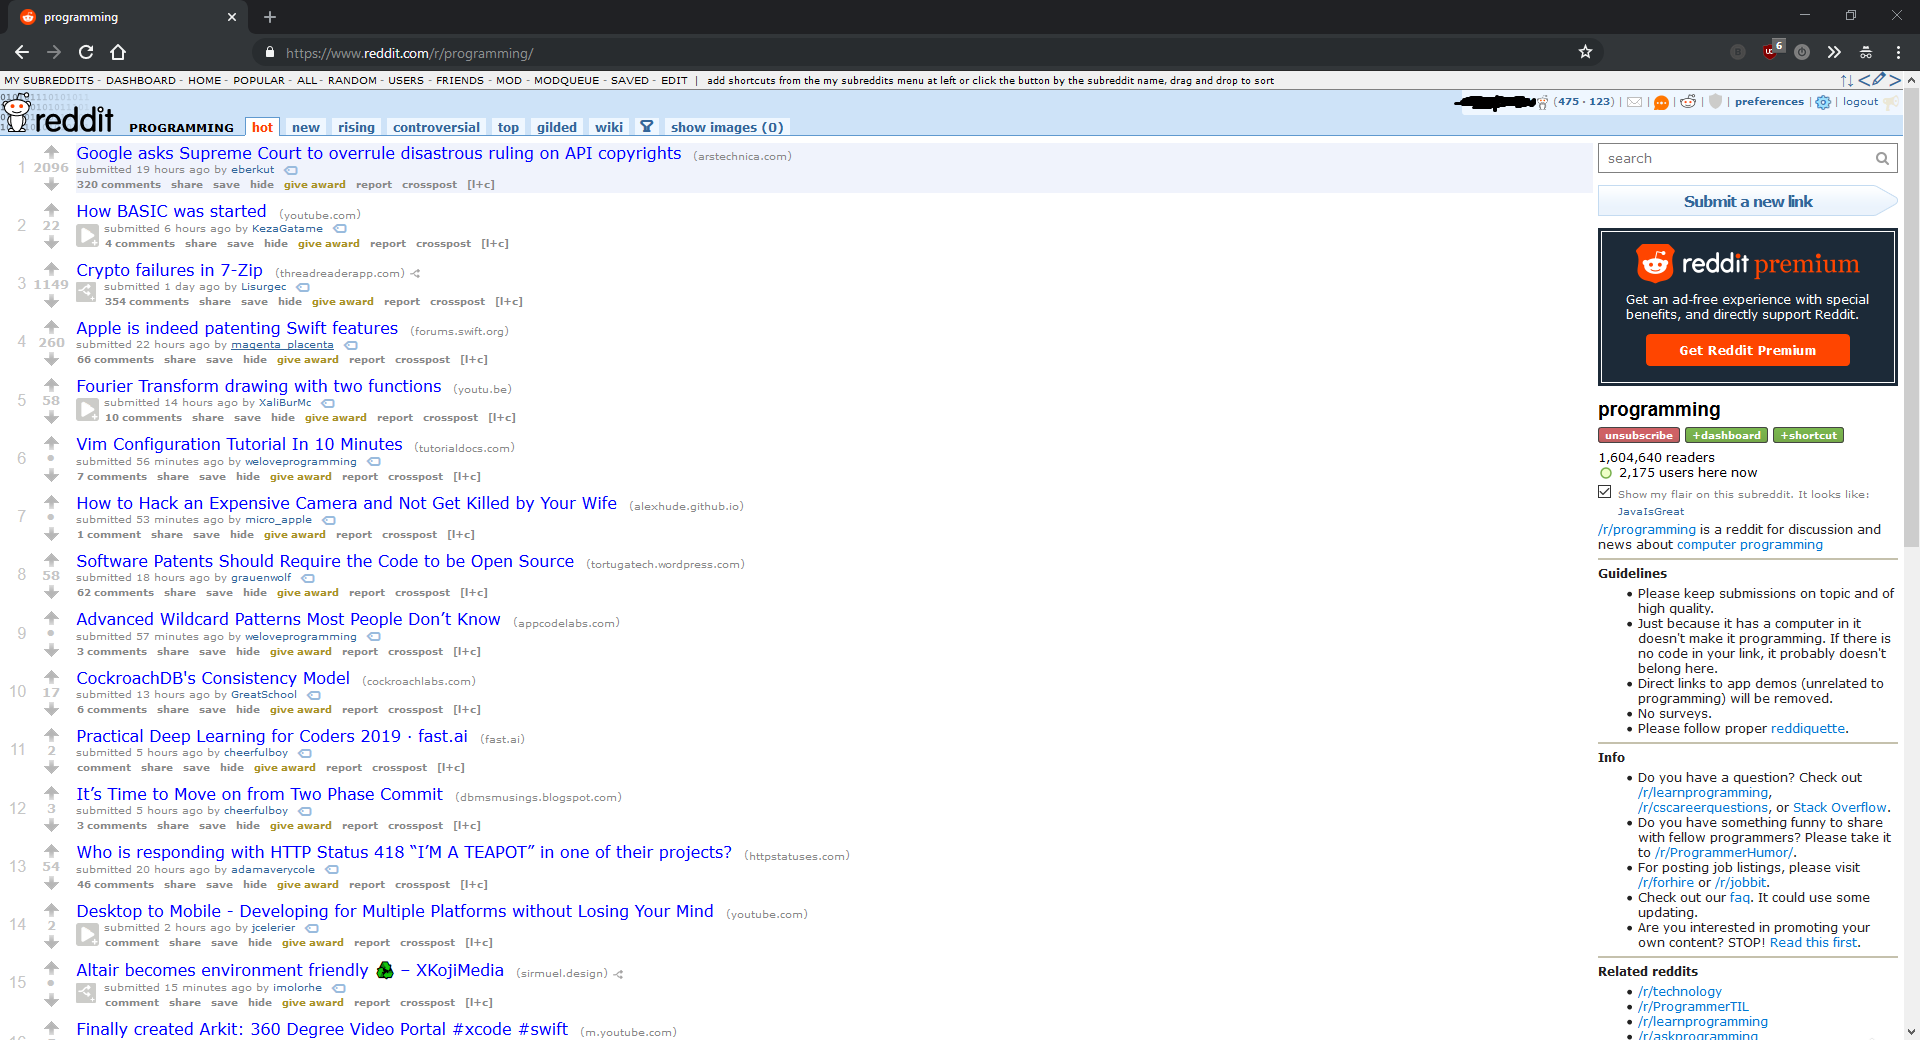 programming
https://www.reddit.com/r/programming/
6
MY SUBREDDITS - DASHBOARD - HOME - POPULAR - ALL - RANDOM - USERS - FRIENDS - MOD - MODQUEUE - SAVED - EDIT | add shortcuts from the my subreddits menu at left or click the button by the subreddit name, drag and drop to sort
(475 · 123) | | | | | preferences | | logout
reddit PROGRAMMING hot new rising controversial top gilded wiki show images (0)
1 2096 Google asks Supreme Court to overrule disastrous ruling on API copyrights (arstechnica.com)
submitted 19 hours ago by eberkut
320 comments share save hide give award report crosspost [l+c]
2 22 How BASIC was started (youtube.com)
submitted 6 hours ago by KezaGatame
4 comments share save hide give award report crosspost [l+c]
3 1149 Crypto failures in 7-Zip (threadreaderapp.com)
submitted 1 day ago by Lisurgec
354 comments share save hide give award report crosspost [l+c]
4 260 Apple is indeed patenting Swift features (forums.swift.org)
submitted 22 hours ago by magenta_placenta
66 comments share save hide give award report crosspost [l+c]
5 58 Fourier Transform drawing with two functions (youtu.be)
submitted 14 hours ago by XaliBurMc
10 comments share save hide give award report crosspost [l+c]
6 • Vim Configuration Tutorial In 10 Minutes (tutorialdocs.com)
submitted 56 minutes ago by weloveprogramming
7 comments share save hide give award report crosspost [l+c]
7 • How to Hack an Expensive Camera and Not Get Killed by Your Wife (alexhude.github.io)
submitted 53 minutes ago by micro_apple
1 comment share save hide give award report crosspost [l+c]
8 58 Software Patents Should Require the Code to be Open Source (tortugatech.wordpress.com)
submitted 18 hours ago by grauenwolf
62 comments share save hide give award report crosspost [l+c]
9 • Advanced Wildcard Patterns Most People Don’t Know (appcodelabs.com)
submitted 57 minutes ago by weloveprogramming
3 comments share save hide give award report crosspost [l+c]
10 17 CockroachDB's Consistency Model (cockroachlabs.com)
submitted 13 hours ago by GreatSchool
6 comments share save hide give award report crosspost [l+c]
11 2 Practical Deep Learning for Coders 2019 · fast.ai (fast.ai)
submitted 5 hours ago by cheerfulboy
comment share save hide give award report crosspost [l+c]
12 3 It’s Time to Move on from Two Phase Commit (dbmsmusings.blogspot.com)
submitted 5 hours ago by cheerfulboy
3 comments share save hide give award report crosspost [l+c]
13 54 Who is responding with HTTP Status 418 “I’M A TEAPOT” in one of their projects? (httpstatuses.com)
submitted 20 hours ago by adamaverycole
46 comments share save hide give award report crosspost [l+c]
14 2 Desktop to Mobile - Developing for Multiple Platforms without Losing Your Mind (youtube.com)
submitted 2 hours ago by jcelerier
comment share save hide give award report crosspost [l+c]
15 • Altair becomes environment friendly – XKojiMedia (sirmuel.design)
submitted 15 minutes ago by imolorhe
comment share save hide give award report crosspost [l+c]
Finally created Arkit: 360 Degree Video Portal #xcode #swift (m.youtube.com)
search
Submit a new link
reddit premium
Get an ad-free experience with special
benefits, and directly support Reddit.
Get Reddit Premium
programming
unsubscribe +dashboard +shortcut
1,604,640 readers
2,175 users here now
Show my flair on this subreddit. It looks like:
JavaIsGreat
/r/programming is a reddit for discussion and
news about computer programming
Guidelines
• Please keep submissions on topic and of
high quality.
• Just because it has a computer in it
doesn't make it programming. If there is
no code in your link, it probably doesn't
belong here.
• Direct links to app demos (unrelated to
programming) will be removed.
• No surveys.
• Please follow proper reddiquette.
Info
• Do you have a question? Check out
/r/learnprogramming,
/r/cscareerquestions, or Stack Overflow.
• Do you have something funny to share
with fellow programmers? Please take it
to /r/ProgrammerHumor/.
• For posting job listings, please visit
/r/forhire or /r/jobbit.
• Check out our faq. It could use some
updating.
• Are you interested in promoting your
own content? STOP! Read this first.
Related reddits
• /r/technology
• /r/ProgrammerTIL
• /r/learnprogramming
• /r/askprogramming